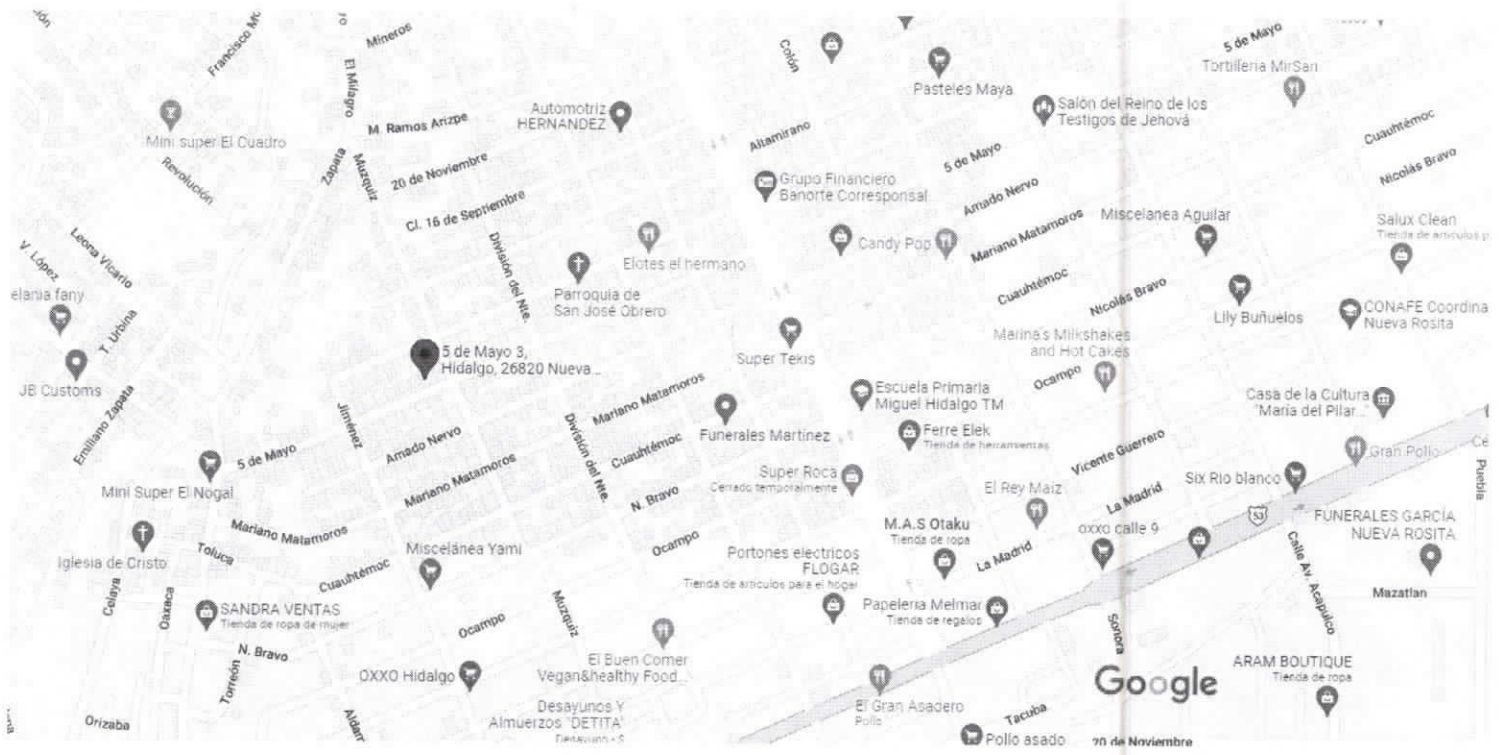 Mineros
Francisco
El Milagro
Colón
5 de Mayo
Tortilleria MirSan
Pasteles Maya
Automotriz
HERNANDEZ
Salón del Reino de los
Testigos de Jehová
M. Ramos Arizpe
Mini super El Cuadro
Altamirano
Cuauhtémoc
Revolución
Zapata
Muzquiz
20 de Noviembre
5 de Mayo
Nicolás Bravo
Grupo Financiero
Banorte Corresponsal
Amado Nervo
Cl. 16 de Septiembre
Mariano Matamoros
Miscelánea Aguilar
Salux Clean
Tienda de artículos p
Leona Vicario
V. López
División del Nte.
Elotes el hermano
Candy Pop
Parroquia de
San José Obrero
Cuauhtémoc
Nicolás Bravo
elania fany
T. Urbina
Lily Buñuelos
CONAFE Coordina
Nueva Rosita
Marina's Milkshakes
and Hot Cakes
5 de Mayo 3,
Hidalgo, 26820 Nueva...
Super Tekis
JB Customs
Ocampo
Escuela Primaria
Miguel Hidalgo TM
Casa de la Cultura
"María del Pilar...
Emiliano Zapata
Jiménez
Mariano Matamoros
Funerales Martínez
Ferre Elek
Tienda de herramientas
División del Nte.
Amado Nervo
Cuauhtémoc
5 de Mayo
Vicente Guerrero
Gran Pollo
Ce
Puebla
Mini Super El Nogal
Mariano Matamoros
Super Roca
Cerrado temporalmente
Six Rio blanco
N. Bravo
El Rey Maiz
La Madrid
53
FUNERALES GARCÍA
NUEVA ROSITA
Mariano Matamoros
M.A.S Otaku
Tienda de ropa
oxxo calle 9
Iglesia de Cristo
Toluca
Miscelánea Yami
Ocampo
Portones electricos
FLOGAR
Tienda de artículos para el hogar
La Madrid
Calle Av. Acapulco
Cuauhtémoc
Celaya
Oaxaca
SANDRA VENTAS
Tienda de ropa de mujer
Muzquiz
Papeleria Melmar
Tienda de regalos
Mazatlan
Ocampo
Sonora
N. Bravo
Torreón
El Buen Comer
Vegan&healthy Food...
OXXO Hidalgo
ARAM BOUTIQUE
Tienda de ropa
Google
Desayunos Y
Almuerzos "DETITA"
Desayuno - S
El Gran Asadero
Pollo
Orizaba
Tacuba
Pollo asado
20 de Noviembre